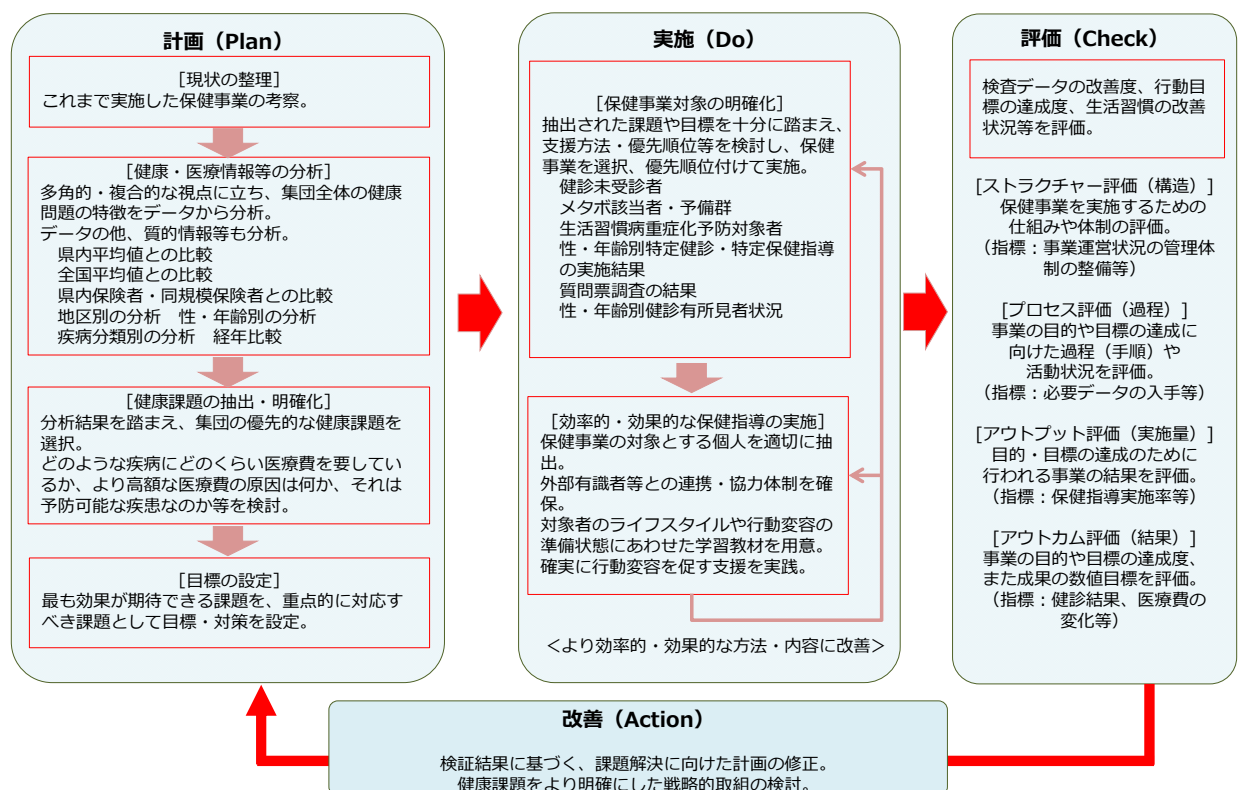 計画（Plan）
[現状の整理]
これまで実施した保健事業の考察。
[健康・医療情報等の分析]
多角的・複合的な視点に立ち、集団全体の健康
問題の特徴をデータから分析。
データの他、質的情報等も分析。
県内平均値との比較
全国平均値との比較
県内保険者・同規模保険者との比較
地区別の分析　性・年齢別の分析
疾病分類別の分析　経年比較
[健康課題の抽出・明確化]
分析結果を踏まえ、集団の優先的な健康課題を
選択。
どのような疾病にどのくらい医療費を要してい
るか、より高額な医療費の原因は何か、それは
予防可能な疾患なのか等を検討。
[目標の設定]
最も効果が期待できる課題を、重点的に対応す
べき課題として目標・対策を設定。
実施（Do）
[保健事業対象の明確化]
抽出された課題や目標を十分に踏まえ、
支援方法・優先順位等を検討し、保健
事業を選択、優先順位付けて実施。
健診未受診者
メタボ該当者・予備群
生活習慣病重症化予防対象者
性・年齢別特定健診・特定保健指導
の実施結果
質問票調査の結果
性・年齢別健診有所見者状況
[効率的・効果的な保健指導の実施]
保健事業の対象とする個人を適切に抽
出。
外部有識者等との連携・協力体制を確
保。
対象者のライフスタイルや行動変容の
準備状態にあわせた学習教材を用意。
確実に行動変容を促す支援を実践。
＜より効率的・効果的な方法・内容に改善＞
評価（Check）
検査データの改善度、行動目
標の達成度、生活習慣の改善
状況等を評価。
[ストラクチャー評価（構造）]
保健事業を実施するための
仕組みや体制の評価。
（指標：事業運営状況の管理体
制の整備等）
[プロセス評価（過程）]
事業の目的や目標の達成に
向けた過程（手順）や
活動状況を評価。
（指標：必要データの入手等）
[アウトプット評価（実施量）]
目的・目標の達成のために
行われる事業の結果を評価。
（指標：保健指導実施率等）
[アウトカム評価（結果）]
事業の目的や目標の達成度、
また成果の数値目標を評価。
（指標：健診結果、医療費の
変化等）
改善（Action）
検証結果に基づく、課題解決に向けた計画の修正。
健康課題をより明確にした戦略的取組の検討。